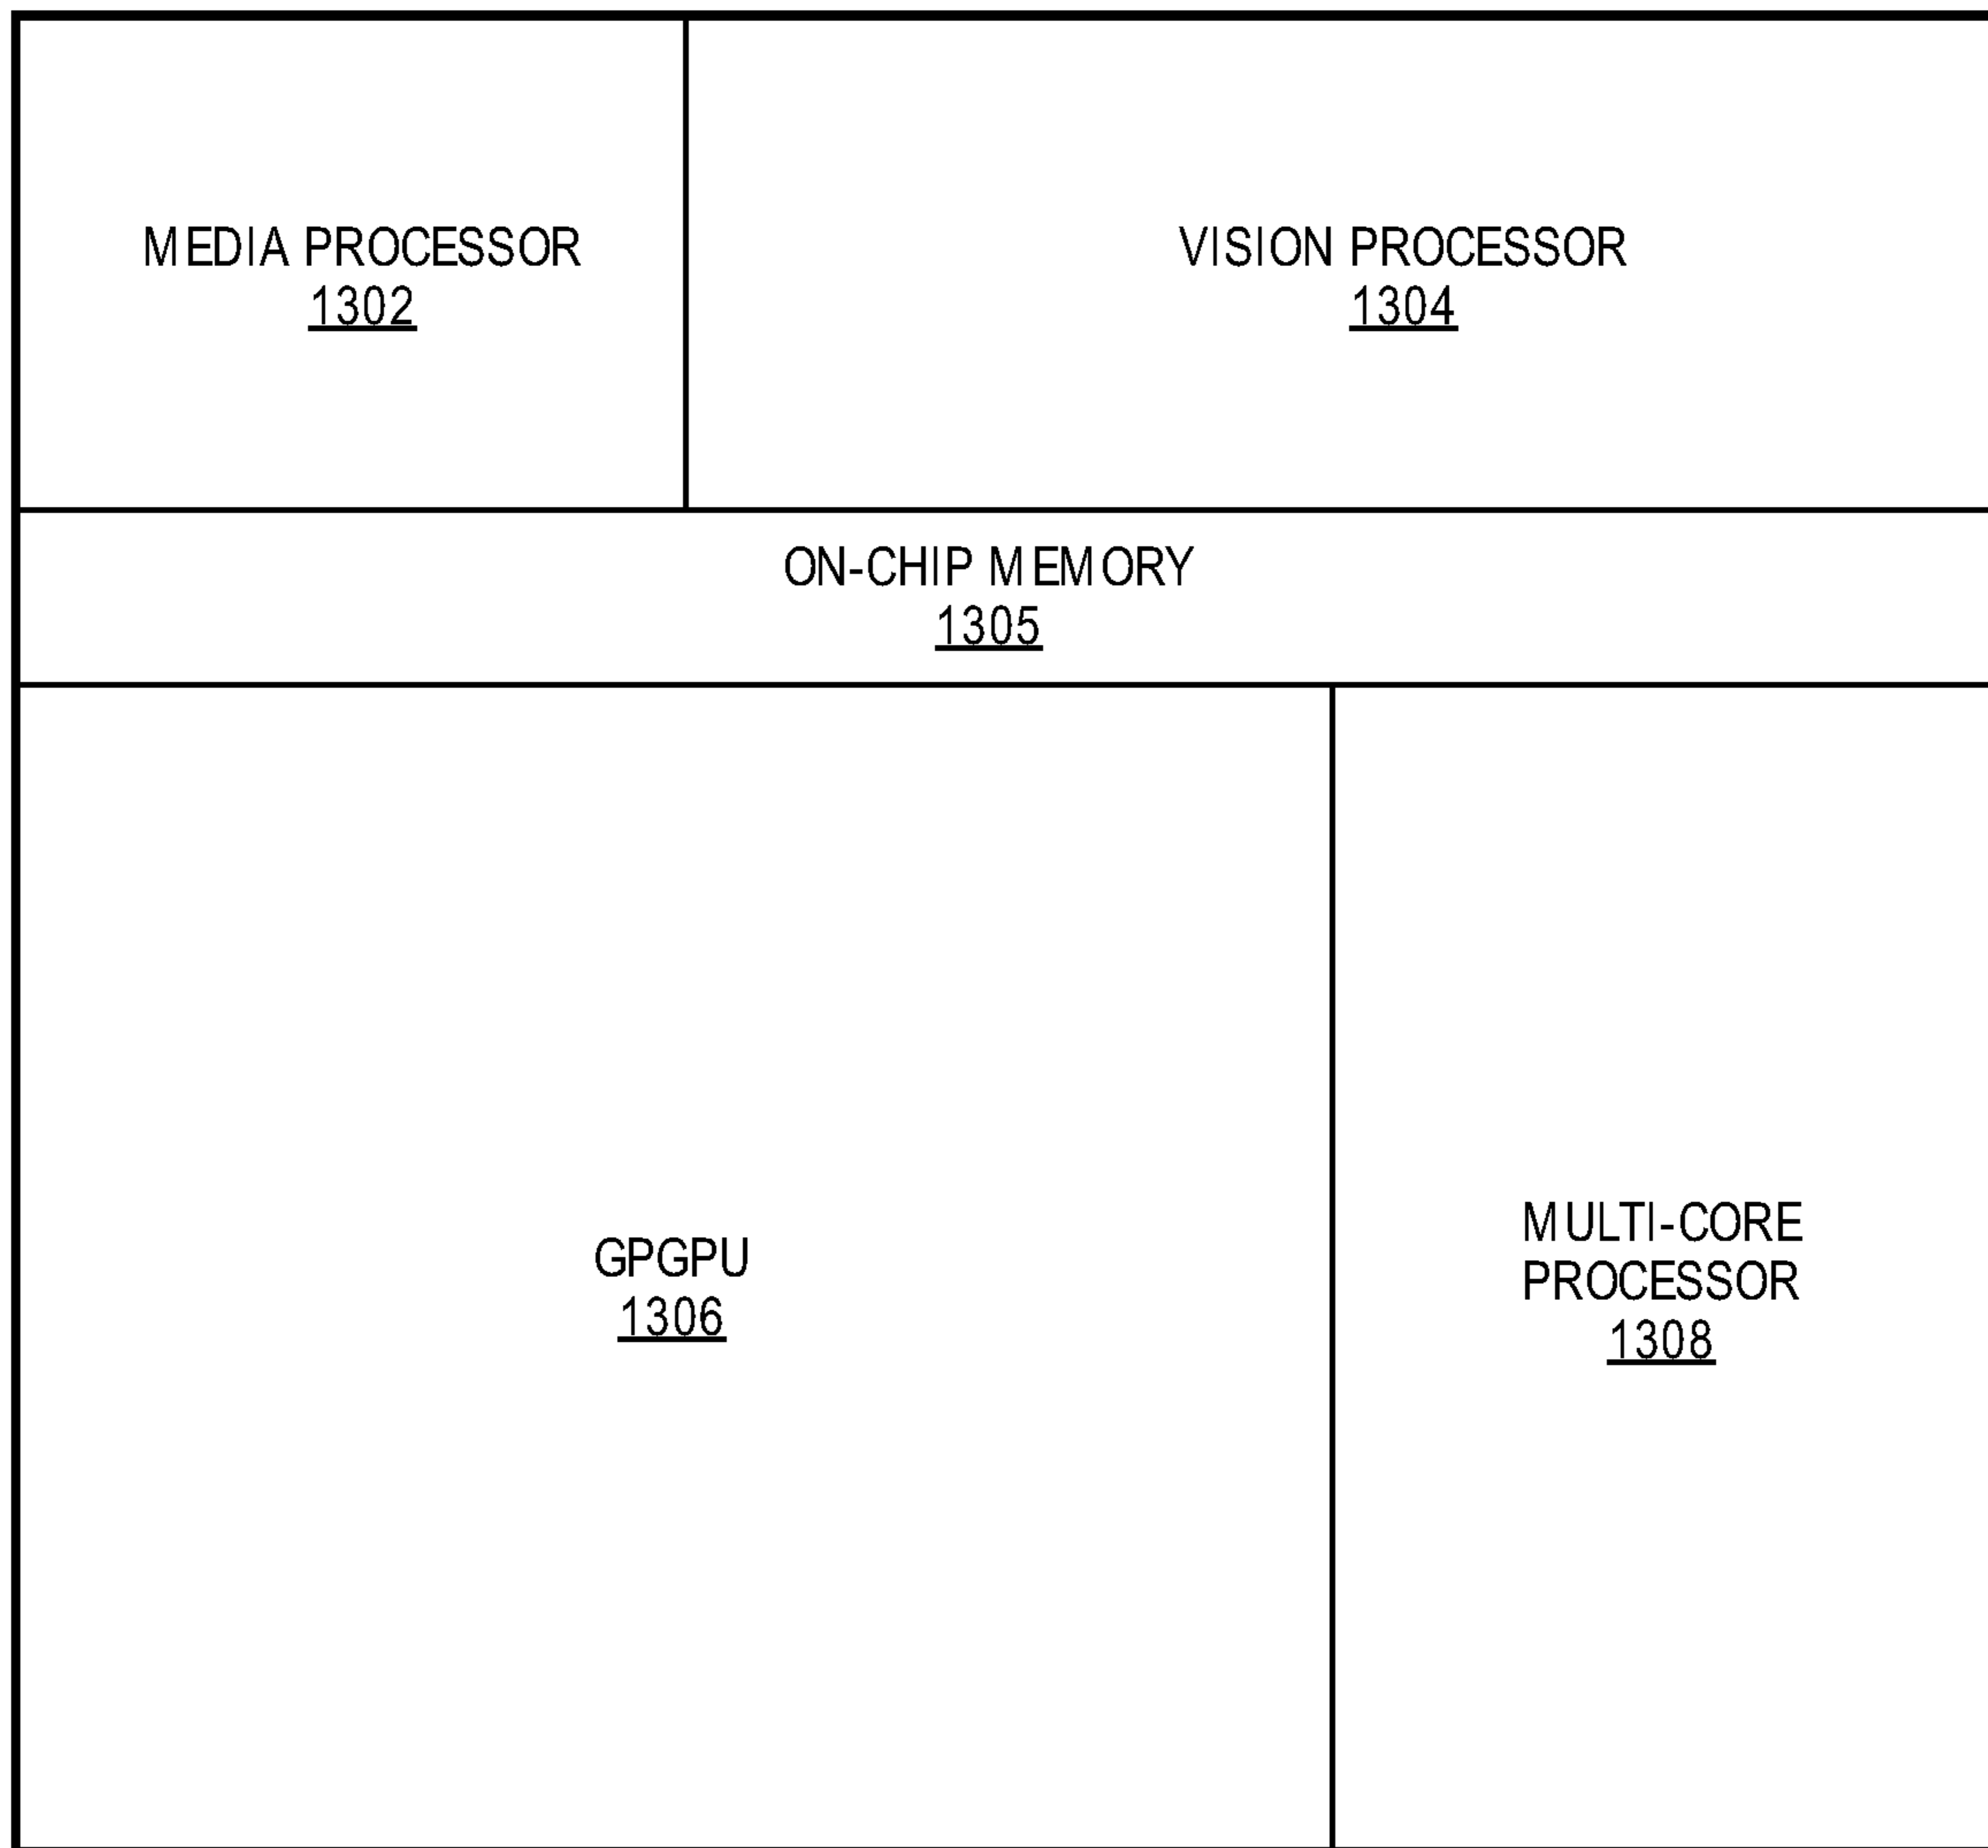 MEDIA PROCESSOR
1302
VISION PROCESSOR
1304
ON-CHIP MEMORY
1305
GPGPU
1306
MULTI-CORE
PROCESSOR
1308